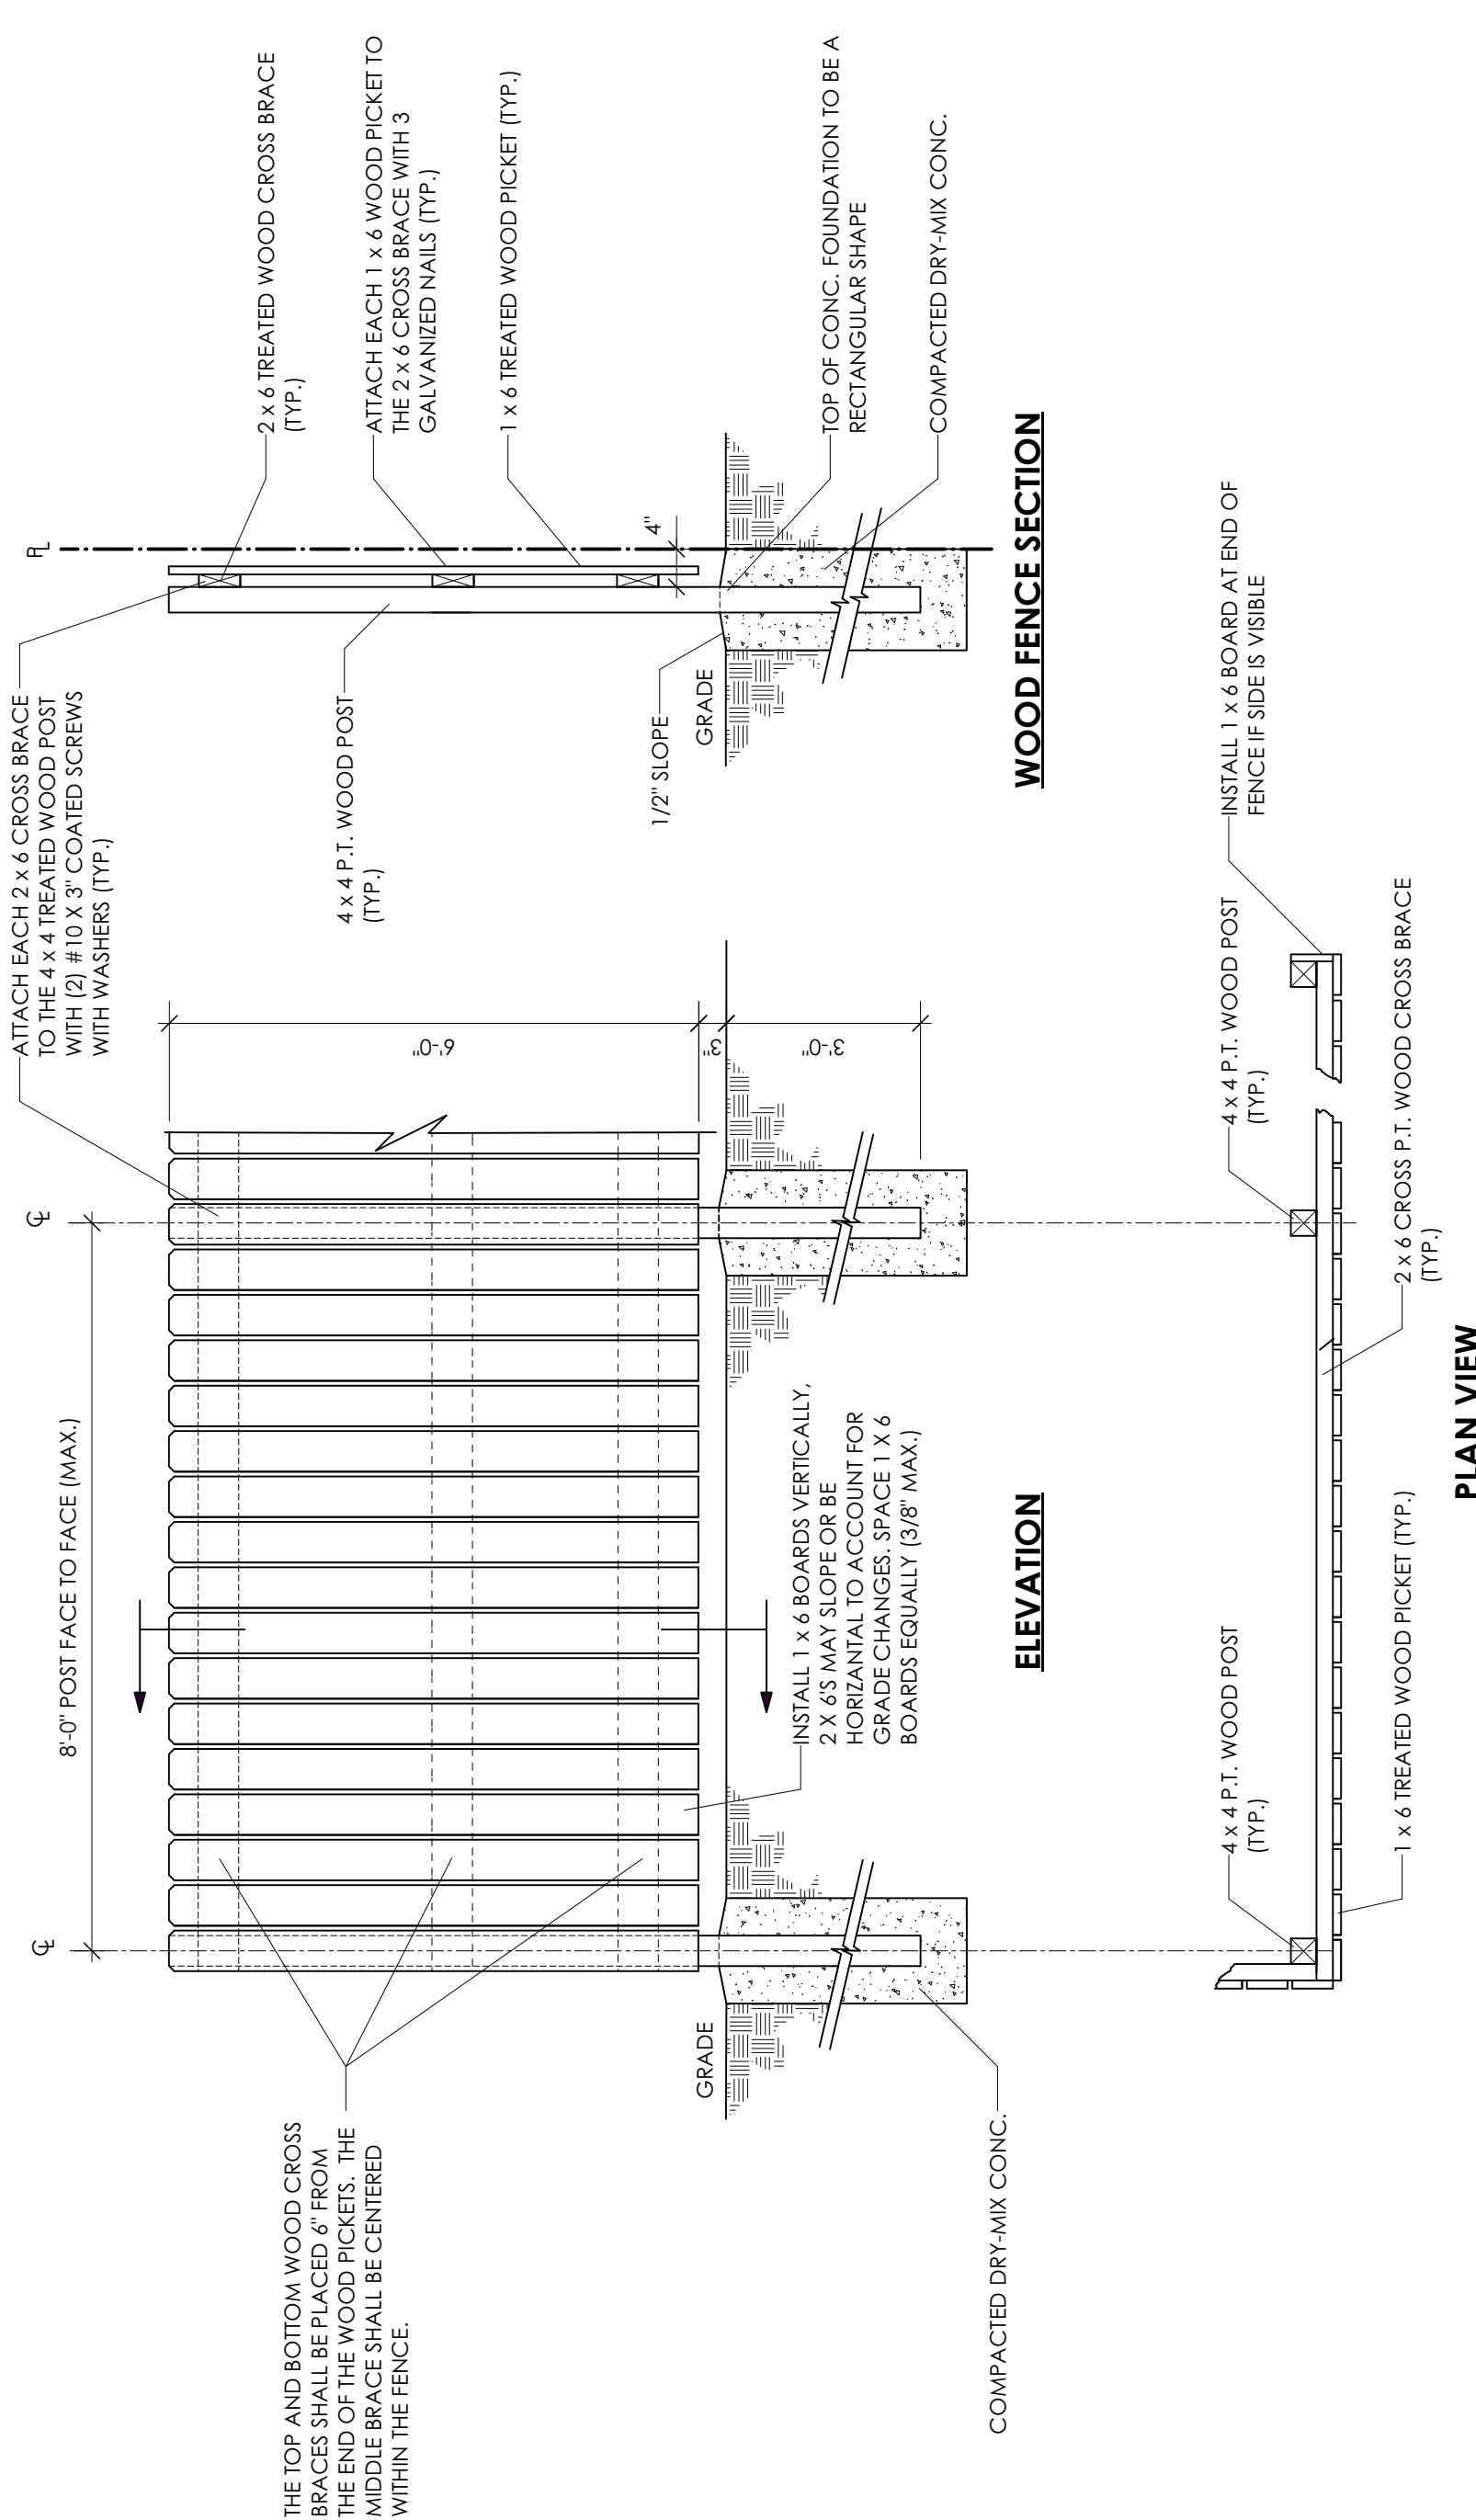 ATTACH EACH 2 x 6 CROSS BRACE
TO THE 4 x 4 TREATED WOOD POST
WITH (2) #10 X 3" COATED SCREWS
WITH WASHERS (TYP.)
℄
℄
8'-0" POST FACE TO FACE (MAX.)
6'-0"
3"
3'-0"
THE TOP AND BOTTOM WOOD CROSS
BRACES SHALL BE PLACED 6" FROM
THE END OF THE WOOD PICKETS. THE
MIDDLE BRACE SHALL BE CENTERED
WITHIN THE FENCE.
GRADE
INSTALL 1 x 6 BOARDS VERTICALLY,
2 X 6'S MAY SLOPE OR BE
HORIZANTAL TO ACCOUNT FOR
GRADE CHANGES. SPACE 1 X 6
BOARDS EQUALLY (3/8" MAX.)
COMPACTED DRY-MIX CONC.
ELEVATION
PL
2 x 6 TREATED WOOD CROSS BRACE
(TYP.)
ATTACH EACH 1 x 6 WOOD PICKET TO
THE 2 x 6 CROSS BRACE WITH 3
GALVANIZED NAILS (TYP.)
1 x 6 TREATED WOOD PICKET (TYP.)
4 x 4 P.T. WOOD POST
(TYP.)
4"
1/2" SLOPE
GRADE
TOP OF CONC. FOUNDATION TO BE A
RECTANGULAR SHAPE
COMPACTED DRY-MIX CONC.
WOOD FENCE SECTION
4 x 4 P.T. WOOD POST
(TYP.)
4 x 4 P.T. WOOD POST
(TYP.)
INSTALL 1 x 6 BOARD AT END OF
FENCE IF SIDE IS VISIBLE
1 x 6 TREATED WOOD PICKET (TYP.)
2 x 6 CROSS P.T. WOOD CROSS BRACE
(TYP.)
PLAN VIEW